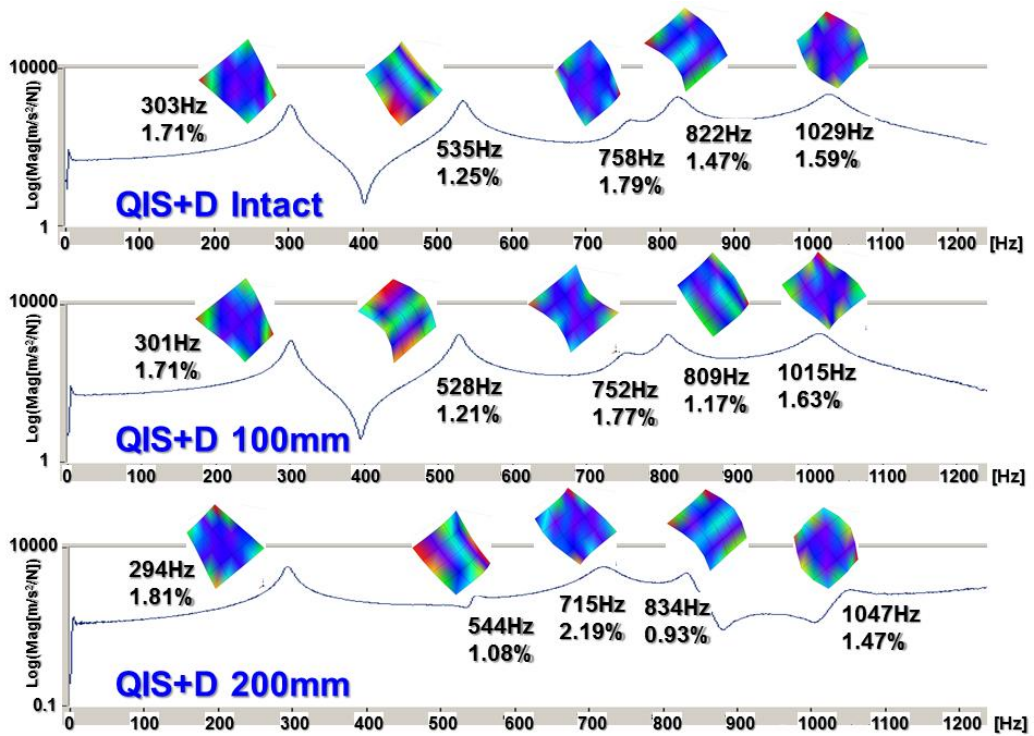 10000
Log(Mag[m/s²/N])
1
303Hz
1.71%
535Hz
1.25%
758Hz
1.79%
822Hz
1.47%
1029Hz
1.59%
QIS+D Intact
0 100 200 300 400 500 600 700 800 900 1000 1100 1200 [Hz]
10000
Log(Mag[m/s²/N])
1
301Hz
1.71%
528Hz
1.21%
752Hz
1.77%
809Hz
1.17%
1015Hz
1.63%
QIS+D 100mm
0 100 200 300 400 500 600 700 800 900 1000 1100 1200 [Hz]
10000
Log(Mag[m/s²/N])
0.1
294Hz
1.81%
544Hz
1.08%
715Hz
2.19%
834Hz
0.93%
1047Hz
1.47%
QIS+D 200mm
0 100 200 300 400 500 600 700 800 900 1000 1100 1200 [Hz]